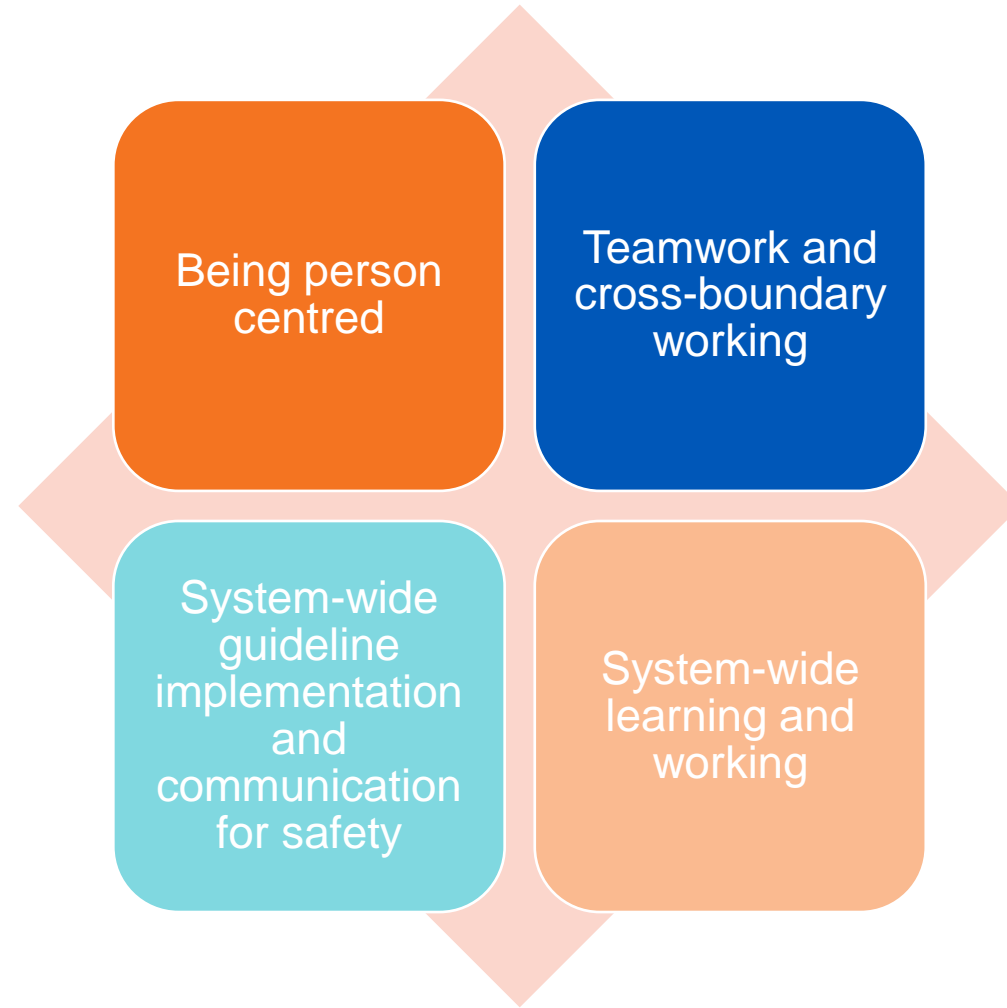 Being person
centred
Teamwork and
cross-boundary
working
System-wide
guideline
implementation
and
communication
for safety
System-wide
learning and
working